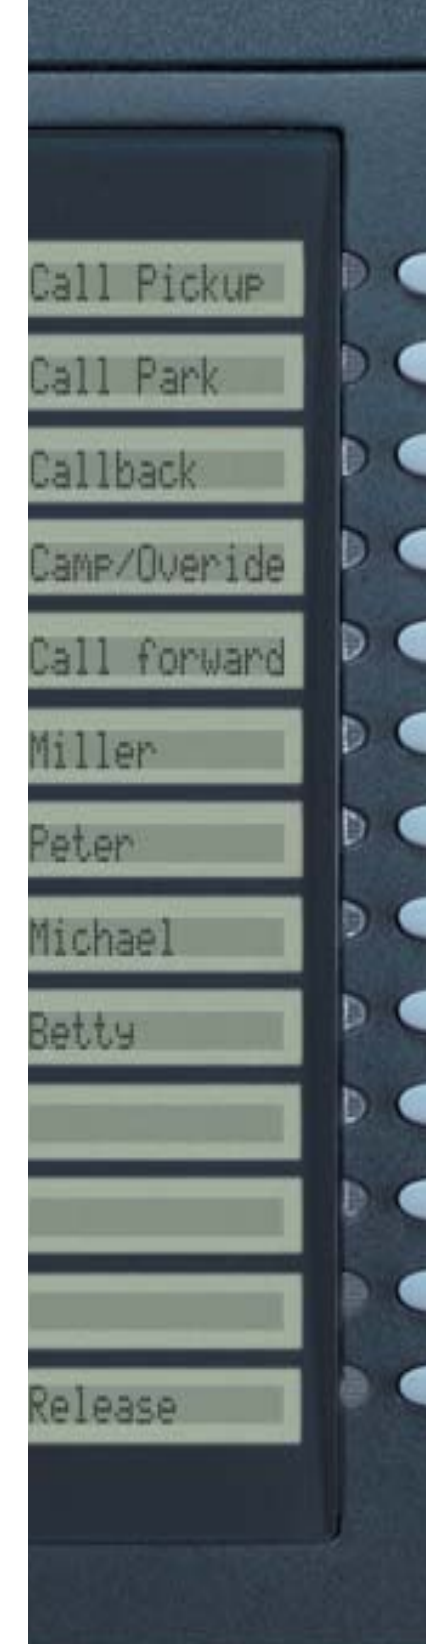 Call Pickup
Call Park
Callback
Camp/Overide
Call forward
Miller
Peter
Michael
Betty
Release